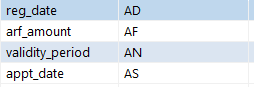 reg_date AD
arf_amount AF
validity_period AN
appt_date AS